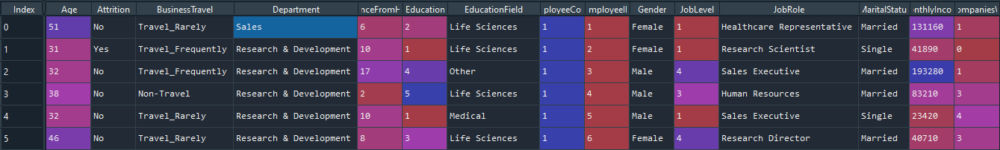 Index Age Attrition BusinessTravel Department nceFromH Education EducationField ployeeCo mployeeI Gender JobLevel JobRole MaritalStatu nthlyInco ompanies
0 51 No Travel_Rarely Sales 6 2 Life Sciences 1 1 Female 1 Healthcare Representative Married 131160 1
1 31 Yes Travel_Frequently Research & Development 10 1 Life Sciences 1 2 Female 1 Research Scientist Single 41890 0
2 32 No Travel_Frequently Research & Development 17 4 Other 1 3 Male 4 Sales Executive Married 193280 1
3 38 No Non-Travel Research & Development 2 5 Life Sciences 1 4 Male 3 Human Resources Married 83210 3
4 32 No Travel_Rarely Research & Development 10 1 Medical 1 5 Male 1 Sales Executive Single 23420 4
5 46 No Travel_Rarely Research & Development 8 3 Life Sciences 1 6 Female 4 Research Director Married 40710 3